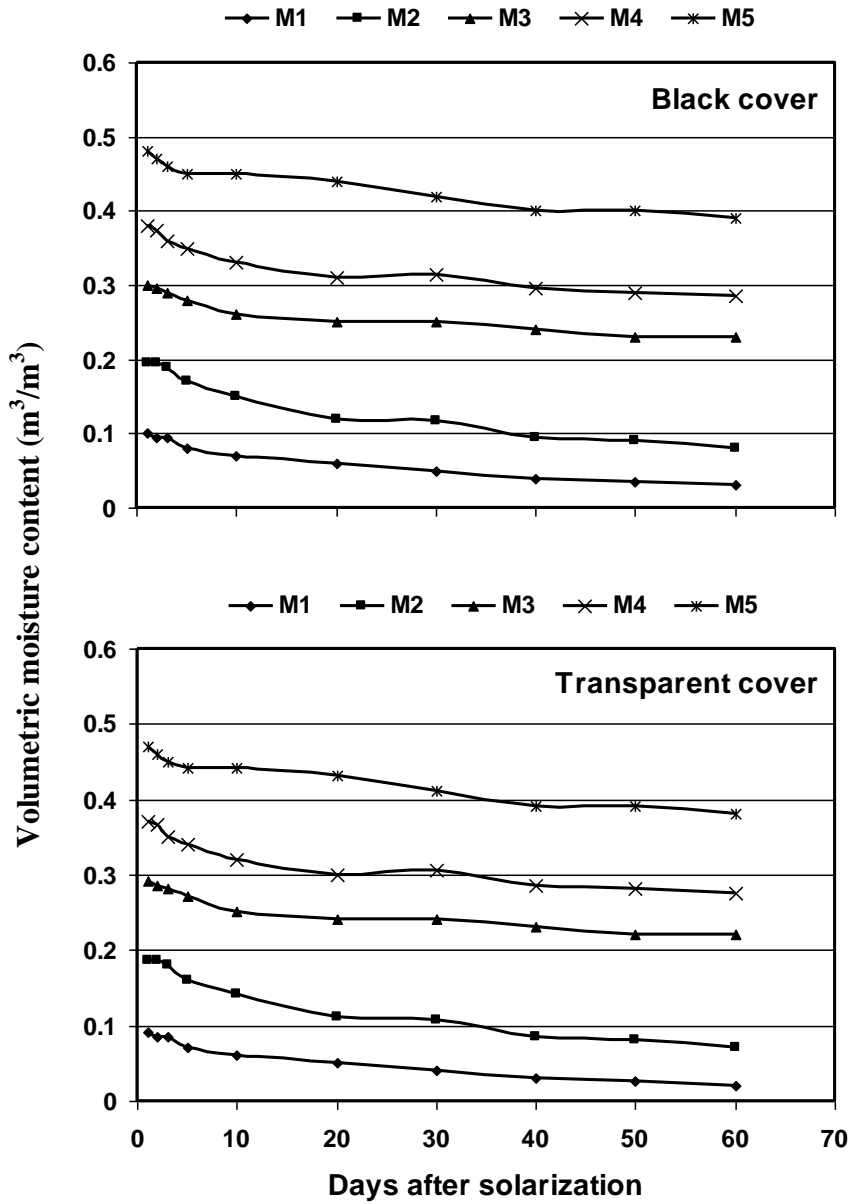 M1 M2 M3 M4 M5
Black cover
0.6
0.5
0.4
0.3
0.2
0.1
0
Volumetric moisture content (m³/m³)
M1 M2 M3 M4 M5
Transparent cover
0.6
0.5
0.4
0.3
0.2
0.1
0
0 10 20 30 40 50 60 70
Days after solarization